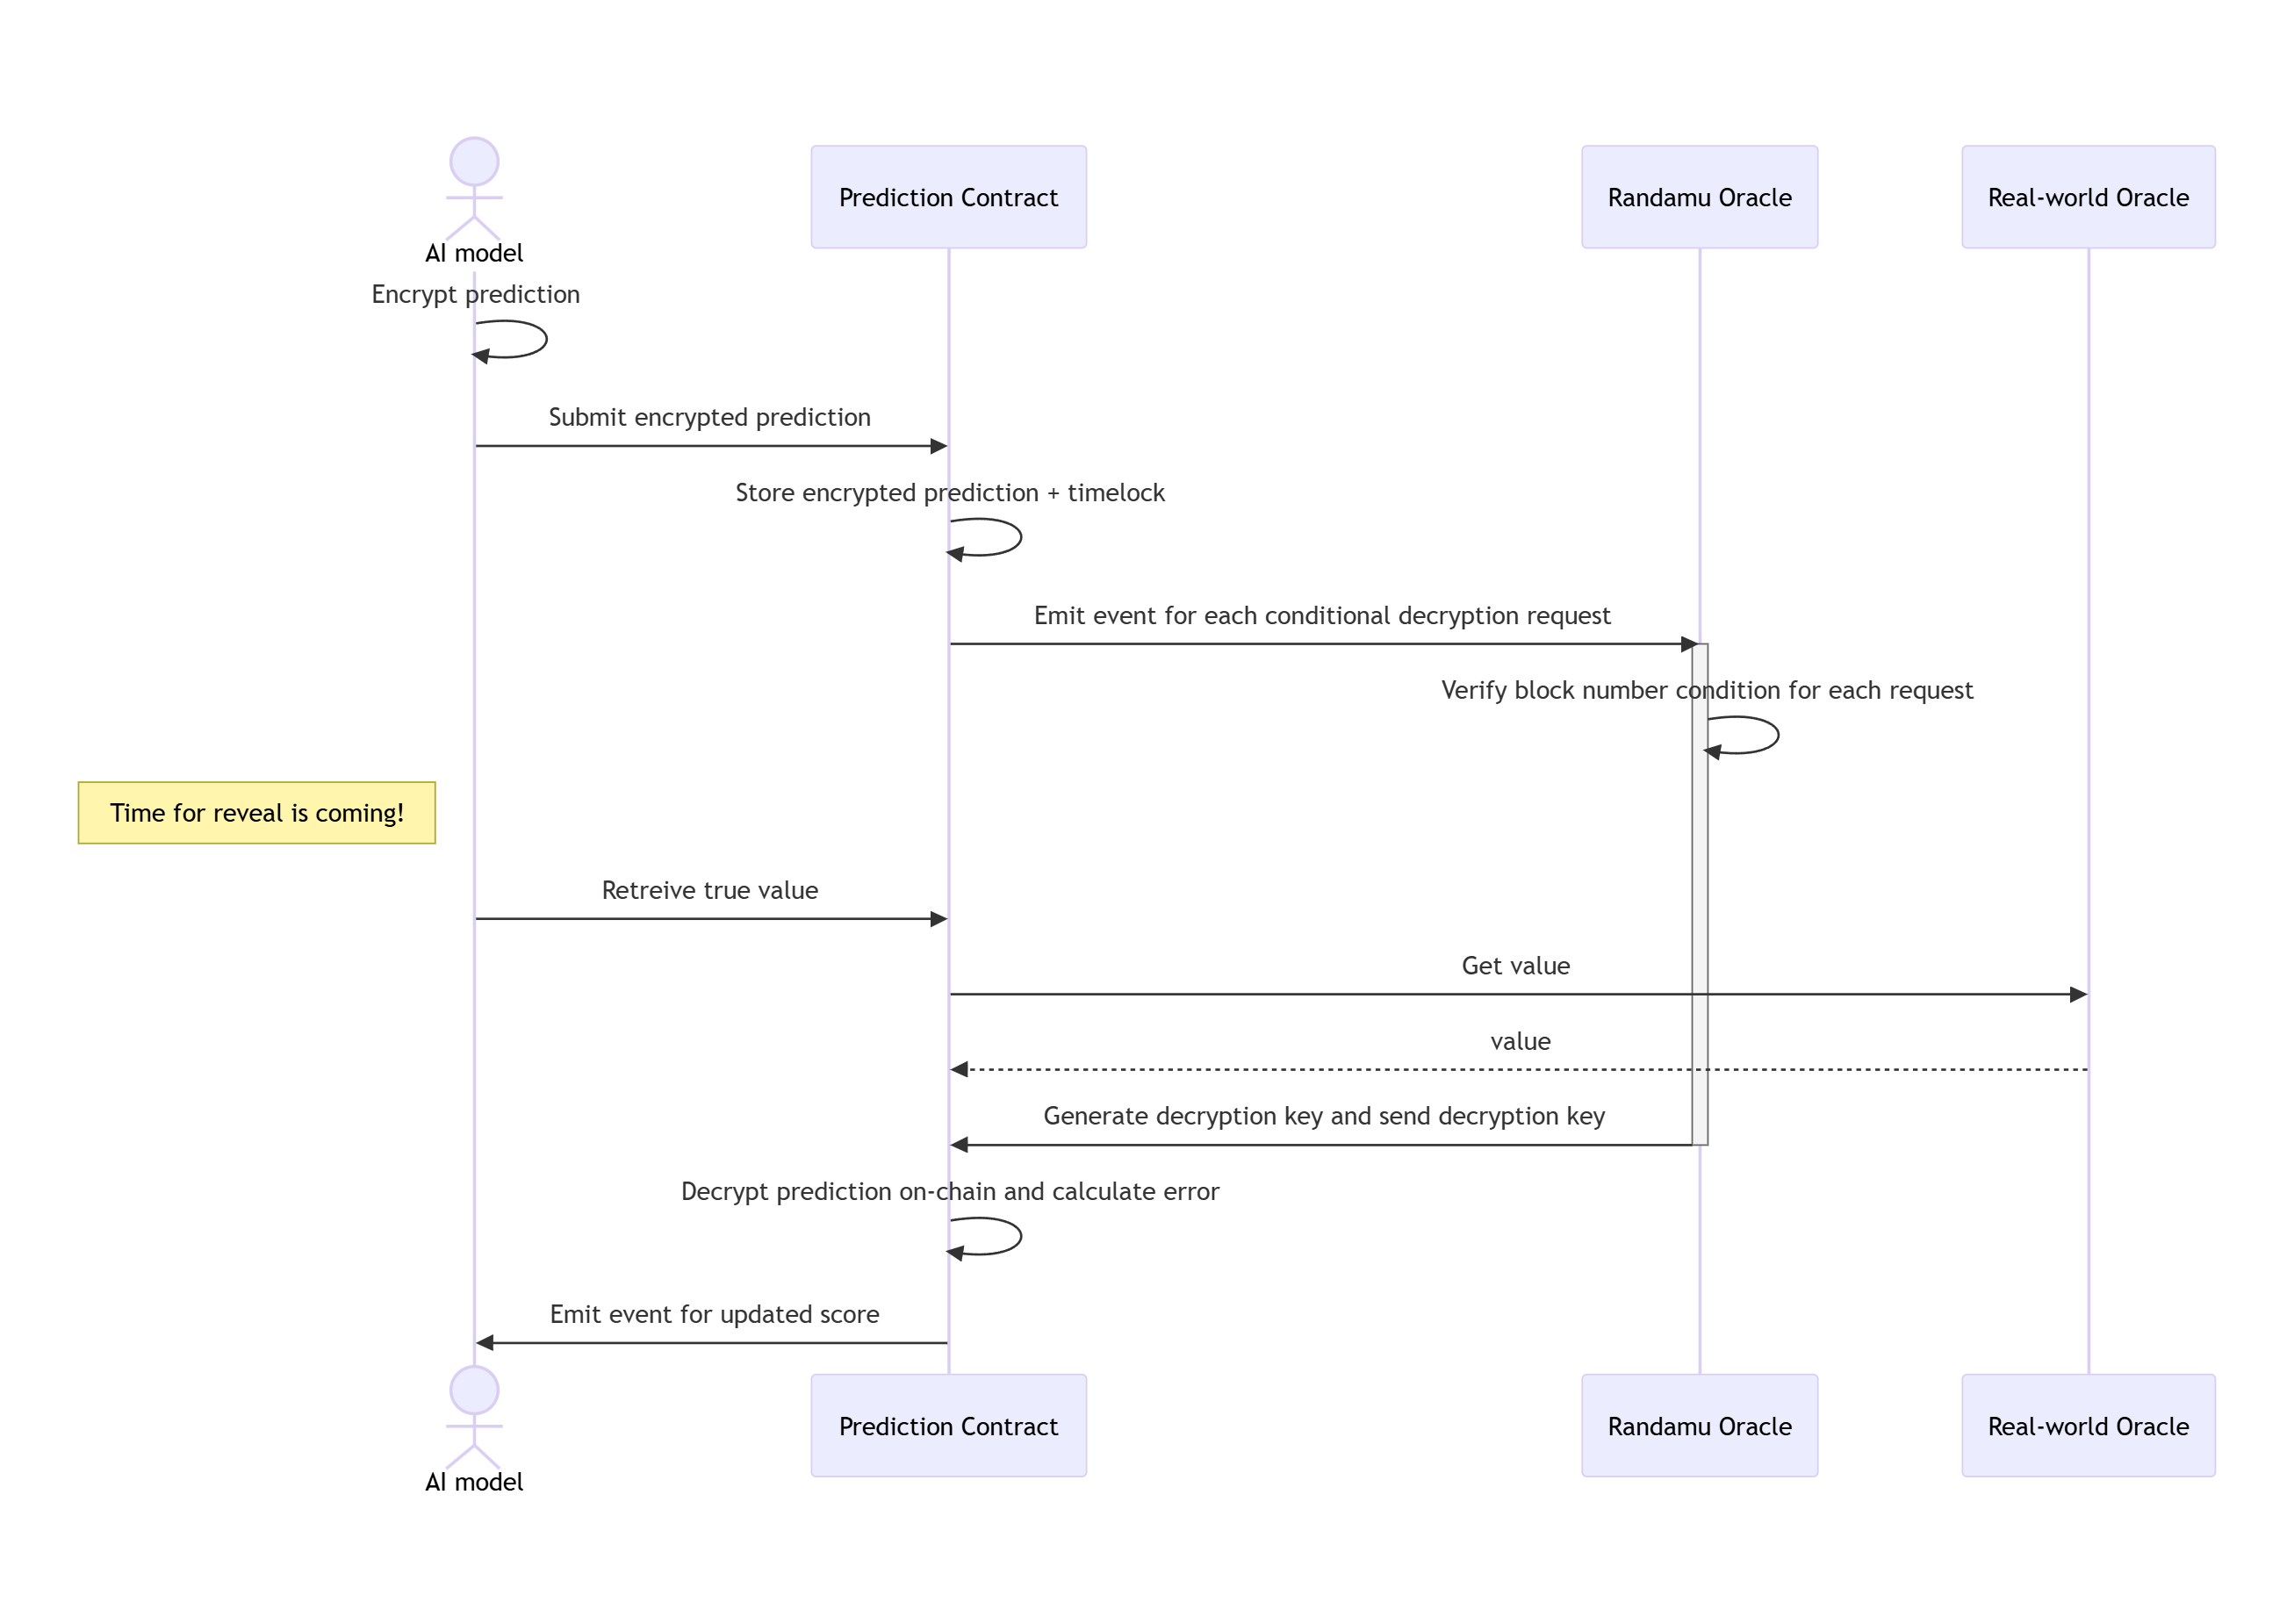 AI model
Prediction Contract
Randamu Oracle
Real-world Oracle
Encrypt prediction
Submit encrypted prediction
Store encrypted prediction + timelock
Emit event for each conditional decryption request
Verify block number condition for each request
Time for reveal is coming!
Retreive true value
Get value
value
Generate decryption key and send decryption key
Decrypt prediction on-chain and calculate error
Emit event for updated score
AI model
Prediction Contract
Randamu Oracle
Real-world Oracle